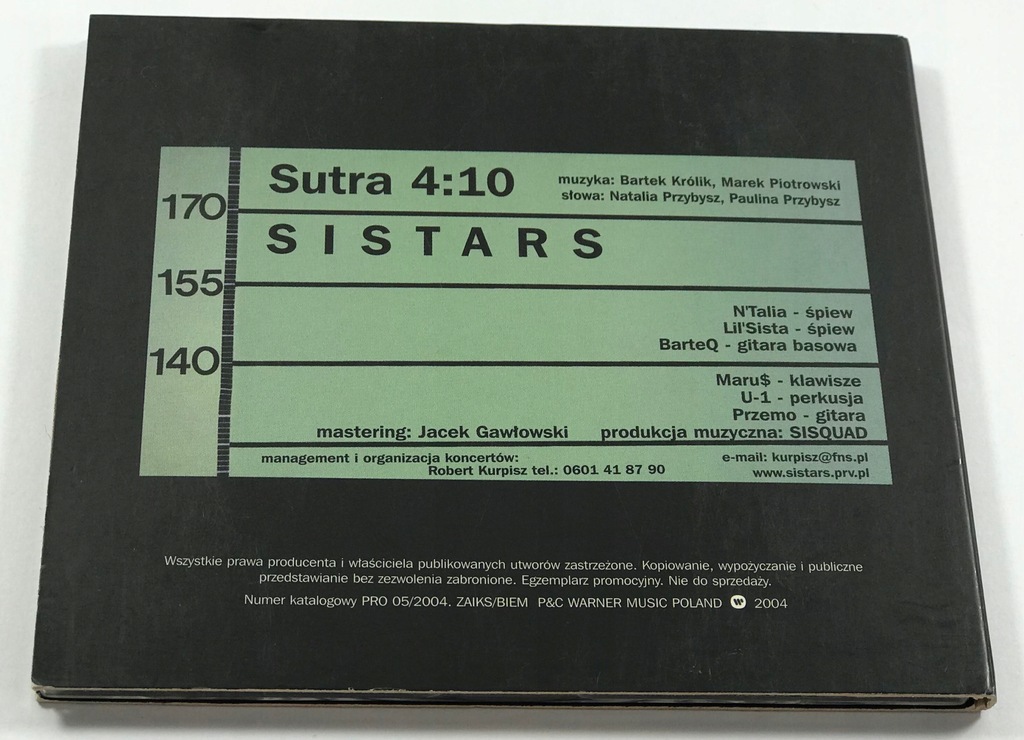 Sutra 4:10
muzyka: Bartek Królik, Marek Piotrowski
słowa: Natalia Przybysz, Paulina Przybysz
170
SISTARS
155
N'Talia - śpiew
Lil'Sista - śpiew
BarteQ - gitara basowa
140
Maru$ - klawisze
U-1 - perkusja
Przemo - gitara
mastering: Jacek Gawłowski produkcja muzyczna: SISQUAD
management i organizacja koncertów: e-mail: kurpisz@fns.pl
Robert Kurpisz tel.: 0601 41 87 90 www.sistars.prv.pl
Wszystkie prawa producenta i właściciela publikowanych utworów zastrzeżone. Kopiowanie, wypożyczanie i publiczne
przedstawianie bez zezwolenia zabronione. Egzemplarz promocyjny. Nie do sprzedaży.
Numer katalogowy PRO 05/2004. ZAIKS/BIEM P&C WARNER MUSIC POLAND 2004